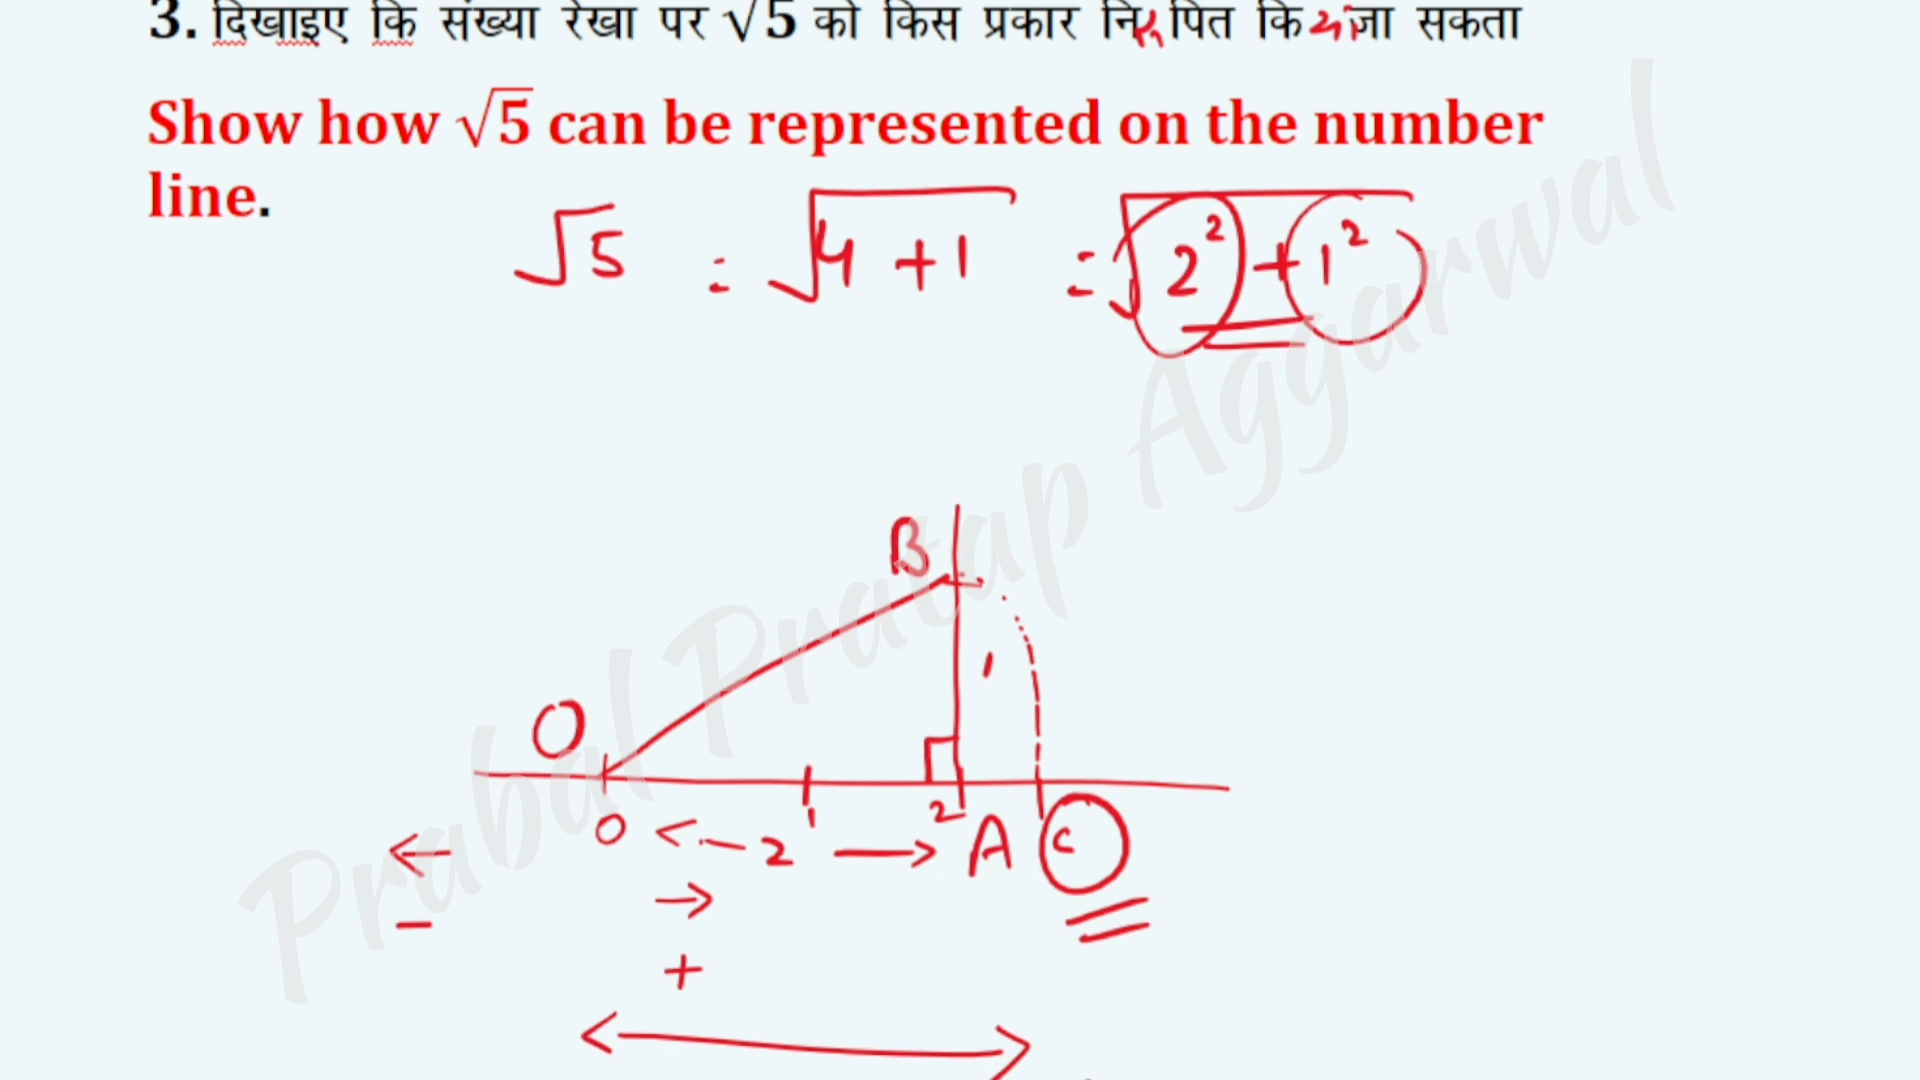 3. दिखाइए कि संख्या रेखा पर √5 को किस प्रकार निरूपित किया जा सकता
Show how √5 can be represented on the number
line.
√5 = √4 + 1 = √2² + 1²
B
1
O
0 1 2 A C
← 2 →
← →
− +
Prabal Pratap Aggarwal